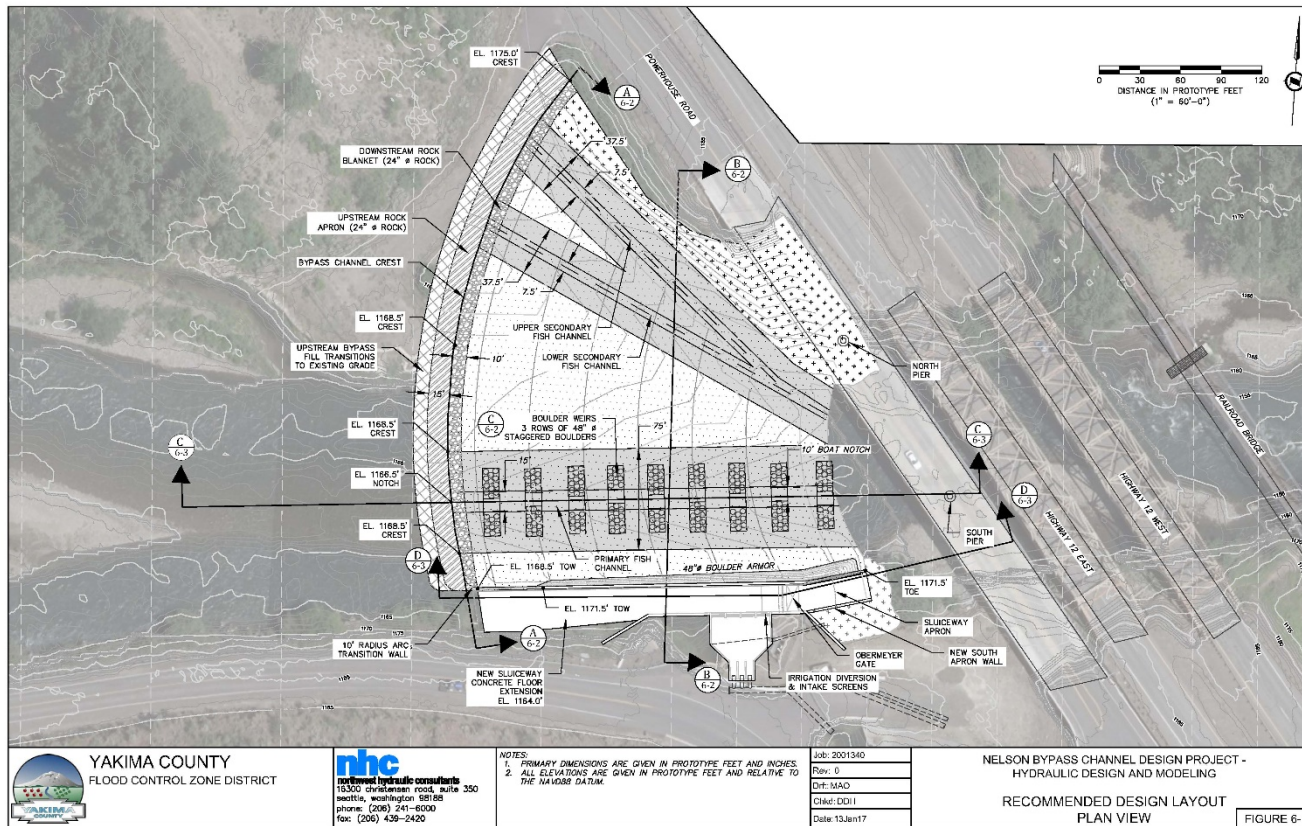 EL. 1175.0'
CREST
A
6-2
POWERHOUSE ROAD
0 30 60 90 120
DISTANCE IN PROTOTYPE FEET
(1" = 60'-0")
DOWNSTREAM ROCK
BLANKET (24" ø ROCK)
37.5'
7.5'
B
6-2
UPSTREAM ROCK
APRON (24" ø ROCK)
BYPASS CHANNEL CREST
37.5'
7.5'
EL. 1168.5'
CREST
UPPER SECONDARY
FISH CHANNEL
LOWER SECONDARY
FISH CHANNEL
UPSTREAM BYPASS
FILL TRANSITIONS
TO EXISTING GRADE
10'
15'
NORTH
PIER
RAILROAD BRIDGE
HIGHWAY 12 WEST
HIGHWAY 12 EAST
C
6-2
BOULDER WEIRS
3 ROWS OF 48" ø
STAGGERED BOULDERS
75'
EL. 1168.5'
CREST
15'
10' BOAT NOTCH
C
6-3
C
6-3
EL. 1166.5'
NOTCH
D
6-3
SOUTH
PIER
EL. 1168.5'
CREST
D
6-3
PRIMARY FISH
CHANNEL
EL. 1168.5' TOW
48"ø BOULDER ARMOR
EL. 1171.5'
TOE
EL. 1171.5' TOW
SLUICEWAY
APRON
10' RADIUS ARC
TRANSITION WALL
A
6-2
OBERMEYER
GATE
NEW SOUTH
APRON WALL
NEW SLUICEWAY
CONCRETE FLOOR
EXTENSION
EL. 1164.0'
B
6-2
IRRIGATION DIVERSION
& INTAKE SCREENS
YAKIMA COUNTY
FLOOD CONTROL ZONE DISTRICT
YAKIMA
COUNTY
nhc
northwest hydraulic consultants
16300 christensen road, suite 350
seattle, washington 98188
phone: (206) 241-6000
fax: (206) 439-2420
NOTES:
1. PRIMARY DIMENSIONS ARE GIVEN IN PROTOTYPE FEET AND INCHES.
2. ALL ELEVATIONS ARE GIVEN IN PROTOTYPE FEET AND RELATIVE TO
THE NAVD88 DATUM.
Job: 2001340
Rev: 0
Drft: MAO
Chkd:
Date: 13Jan17
NELSON BYPASS CHANNEL DESIGN PROJECT -
HYDRAULIC DESIGN AND MODELING
RECOMMENDED DESIGN LAYOUT
PLAN VIEW
FIGURE 6-